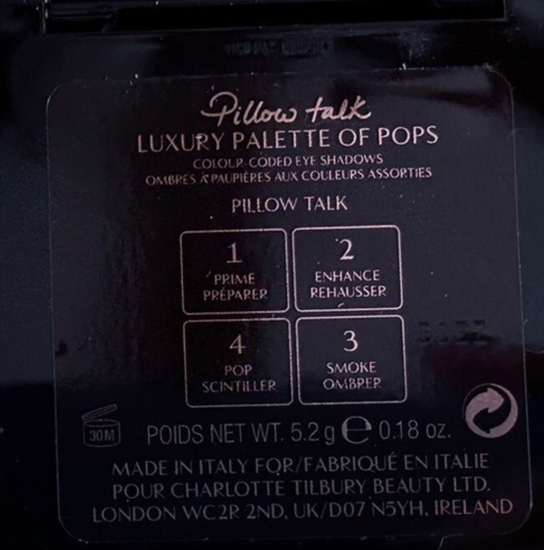 Pillow talk
LUXURY PALETTE OF POPS
COLOUR-CODED EYE SHADOWS
OMBRES À PAUPIÈRES AUX COULEURS ASSORTIES
PILLOW TALK
1
PRIME
PRÉPARER
2
ENHANCE
REHAUSSER
4
POP
SCINTILLER
3
SMOKE
OMBRER
30M
POIDS NET WT. 5.2 g ℮ 0.18 oz.
MADE IN ITALY FOR/FABRIQUÉ EN ITALIE
POUR CHARLOTTE TILBURY BEAUTY LTD.
LONDON WC2R 2ND, UK/D07 N5YH, IRELAND